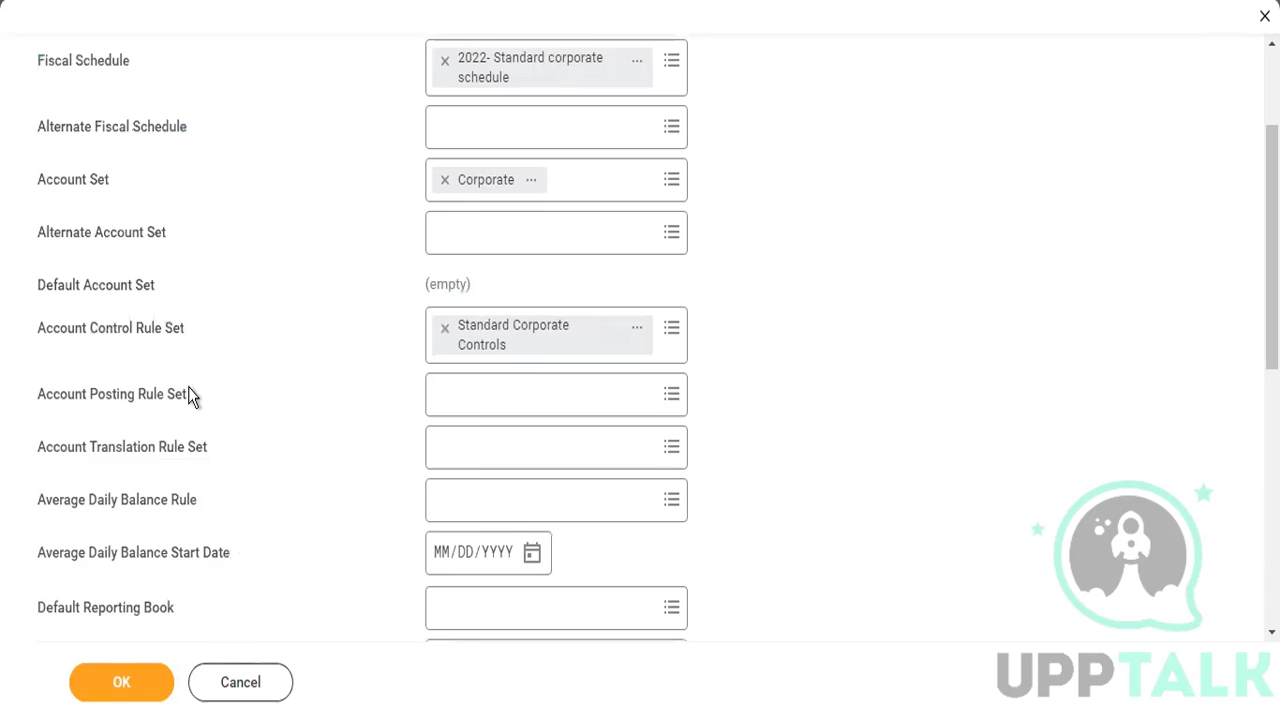 Fiscal Schedule
2022- Standard corporate
schedule
Alternate Fiscal Schedule
Account Set
Corporate
Alternate Account Set
Default Account Set
(empty)
Account Control Rule Set
Standard Corporate
Controls
Account Posting Rule Set
Account Translation Rule Set
Average Daily Balance Rule
Average Daily Balance Start Date
MM/DD/YYYY
Default Reporting Book
OK
Cancel
UPPTALK